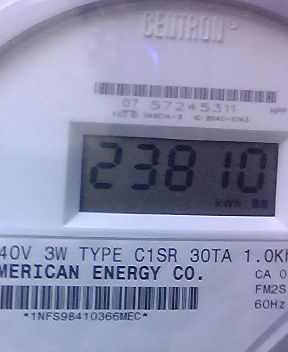 CENTRON®
07 57245311
23810
kWh
40V 3W TYPE C1SR 30TA 1.0K
MERICAN ENERGY CO.
CA 0
FM2S
60Hz
*1NFS98410366MEC*